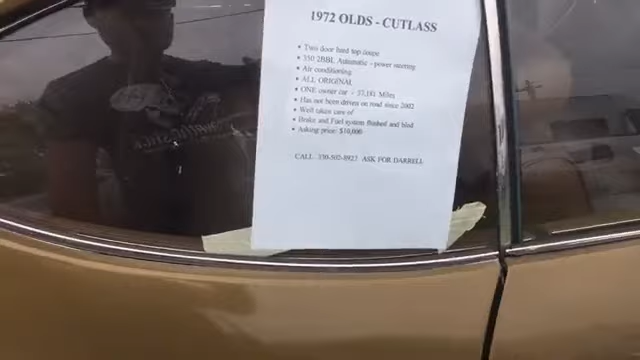 1972 OLDS - CUTLASS
• Two door hard top coupe
• 350 2BBL Automatic - power steering
• Air conditioning
• ALL ORIGINAL
• ONE owner car - 57,191 Miles
• Has not been driven on road since 2002
• Well taken care of
• Brake and Fuel system flushed and bled
• Asking price: $10,000
CALL ASK FOR DARRELL